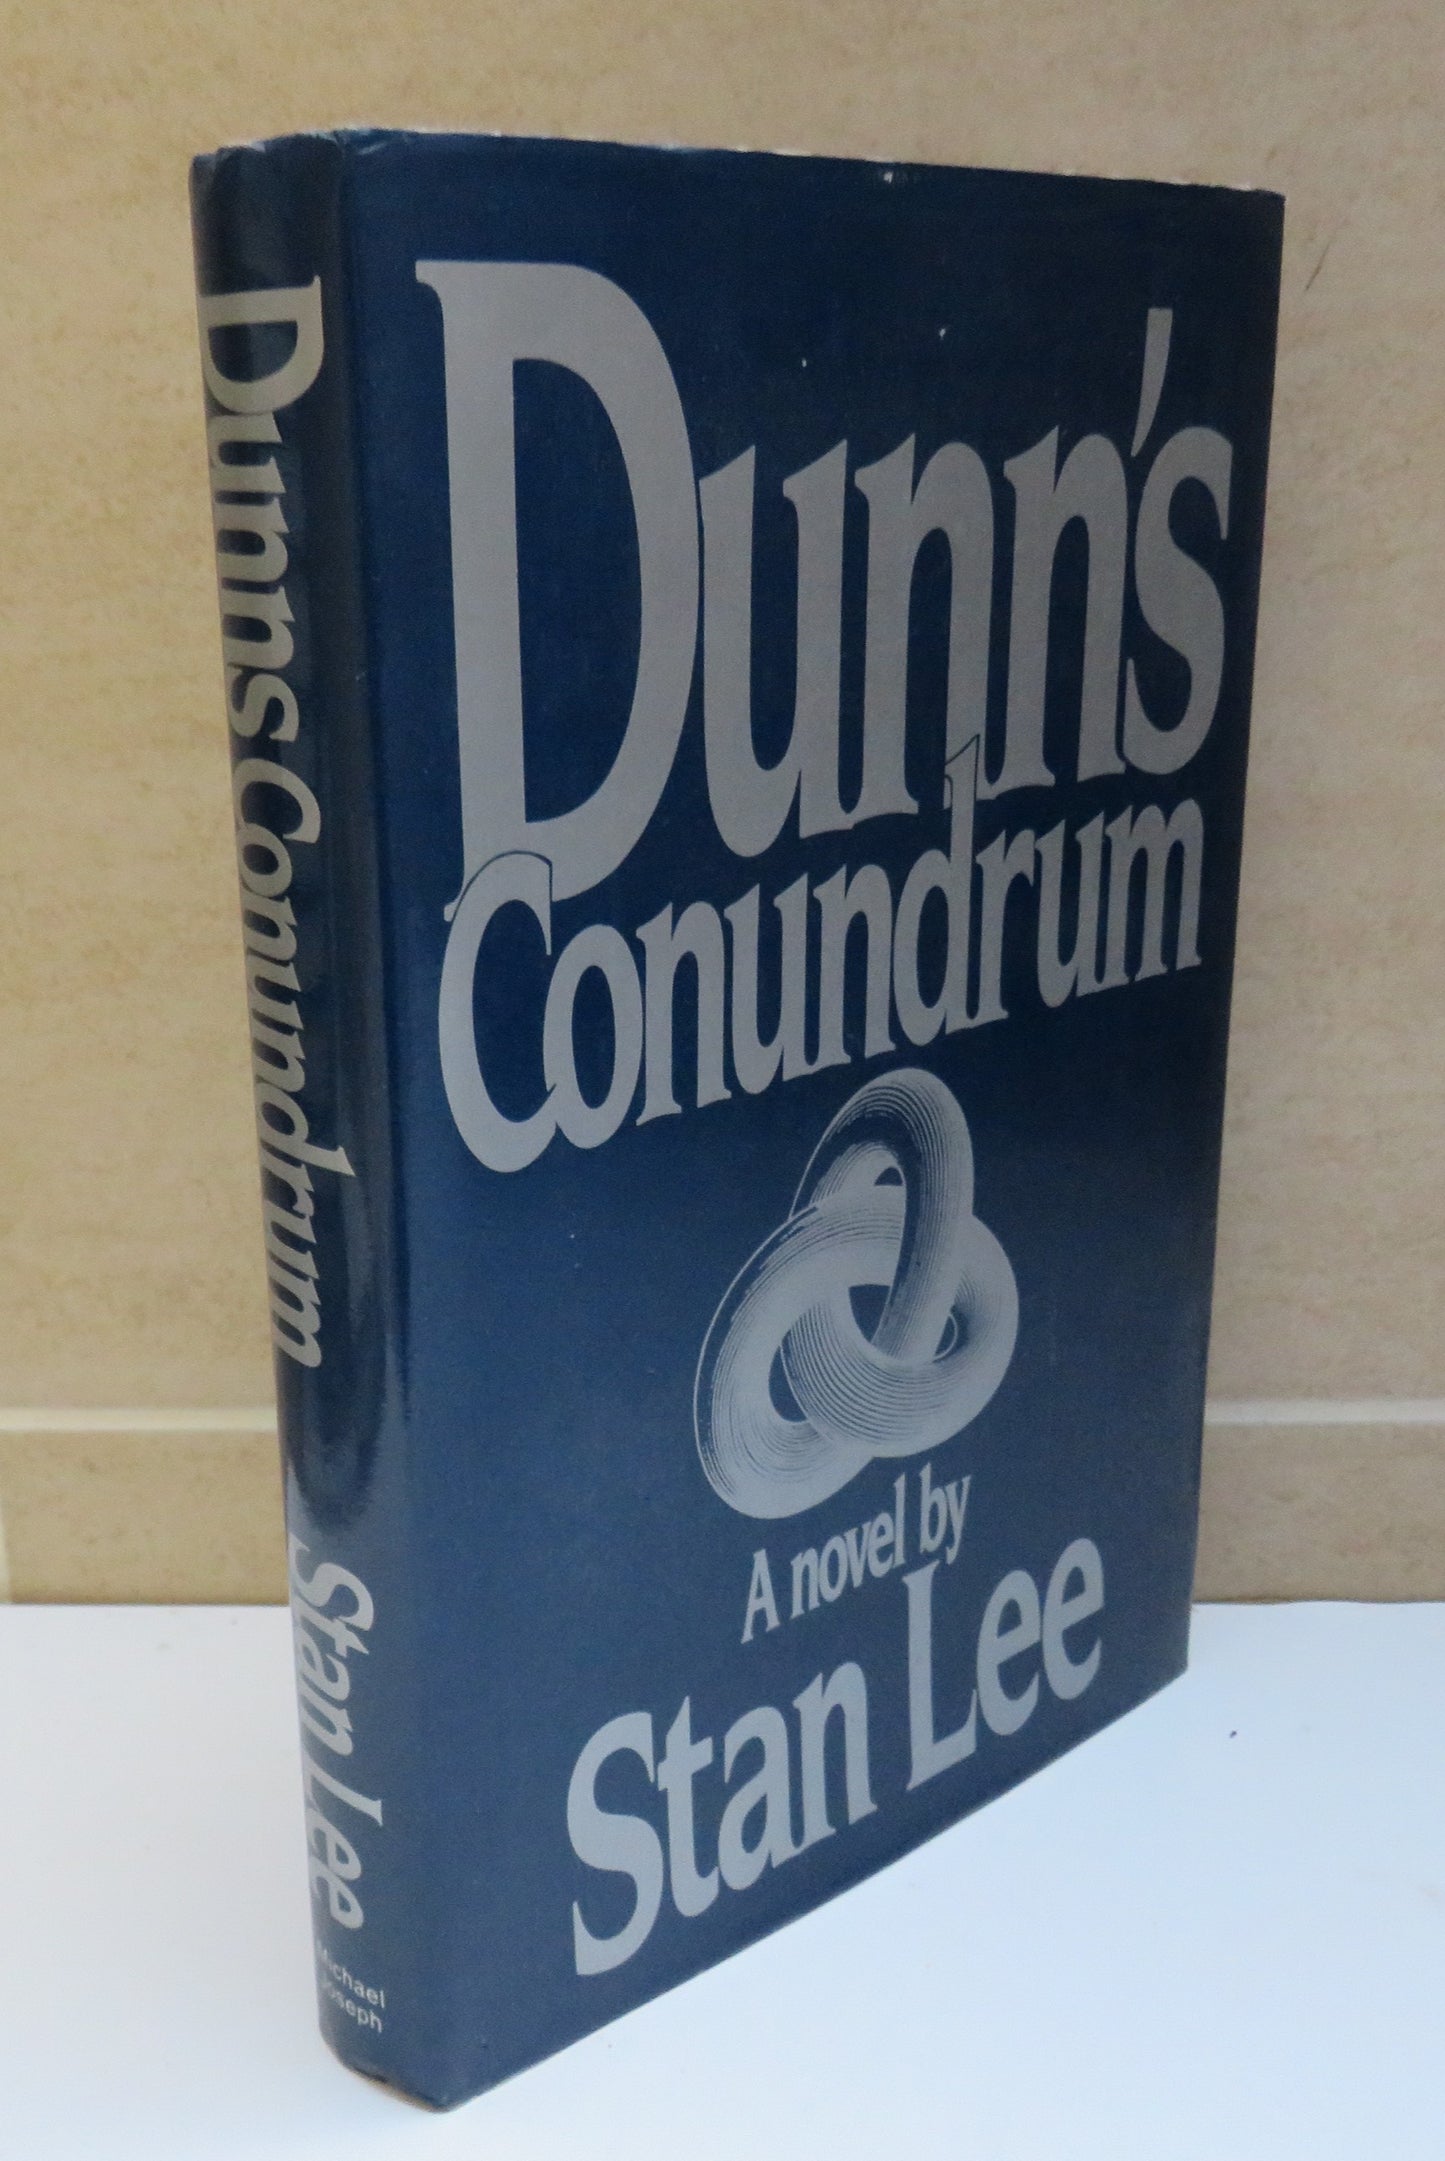 Dunn's
Conundrum
A novel by
Stan Lee
Dunn's Conundrum Stan Lee
Michael
Joseph